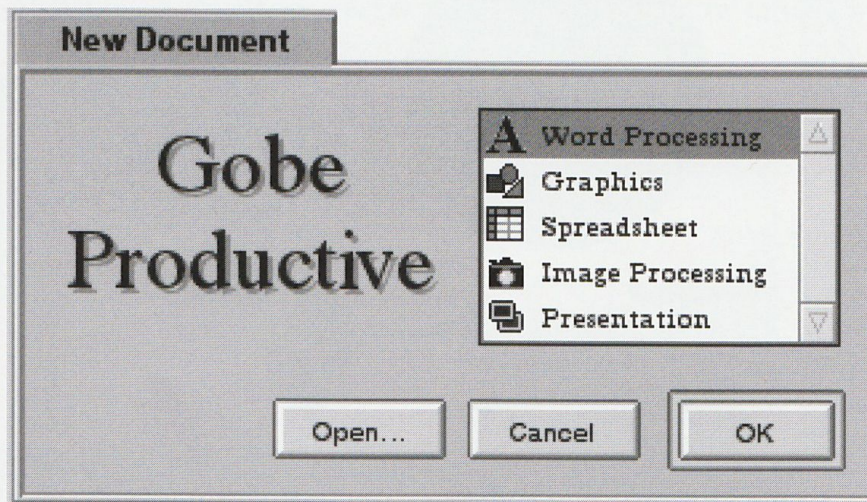 New Document
Gobe
Productive
Word Processing
Graphics
Spreadsheet
Image Processing
Presentation
Open...
Cancel
OK